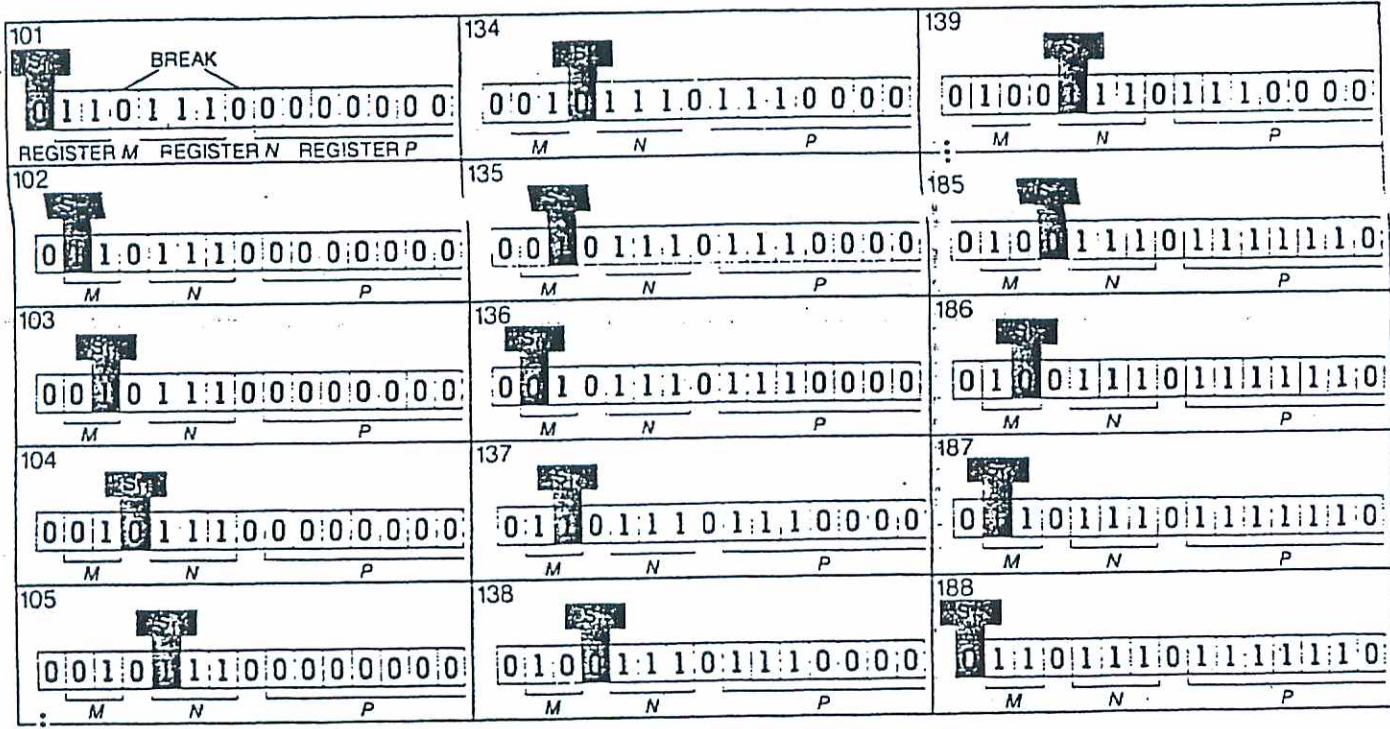 101
BREAK
0 1 1 0 1 1 1 0 0 0 0 0 0 0 0
REGISTER M REGISTER N REGISTER P
102
0 1 1 0 1 1 1 0 0 0 0 0 0 0 0
M N P
103
0 0 1 0 1 1 1 0 0 0 0 0 0 0 0
M N P
104
0 0 1 0 1 1 1 0 0 0 0 0 0 0 0
M N P
105
0 0 1 0 1 1 1 0 0 0 0 0 0 0 0
M N P
134
0 0 1 0 1 1 1 0 1 1 1 0 0 0 0
M N P
135
0 0 1 0 1 1 1 0 1 1 1 0 0 0 0
M N P
136
0 0 1 0 1 1 1 0 1 1 1 0 0 0 0
M N P
137
0 1 1 0 1 1 1 0 1 1 1 0 0 0 0
M N P
138
0 1 0 0 1 1 1 0 1 1 1 0 0 0 0
M N P
139
0 1 0 0 1 1 1 0 1 1 1 0 0 0 0
M N P
185
0 1 0 0 1 1 1 0 1 1 1 1 1 1 0
M N P
186
0 1 0 0 1 1 1 0 1 1 1 1 1 1 0
M N P
187
0 1 1 0 1 1 1 0 1 1 1 1 1 1 0
M N P
188
0 1 1 0 1 1 1 0 1 1 1 1 1 1 0
M N P